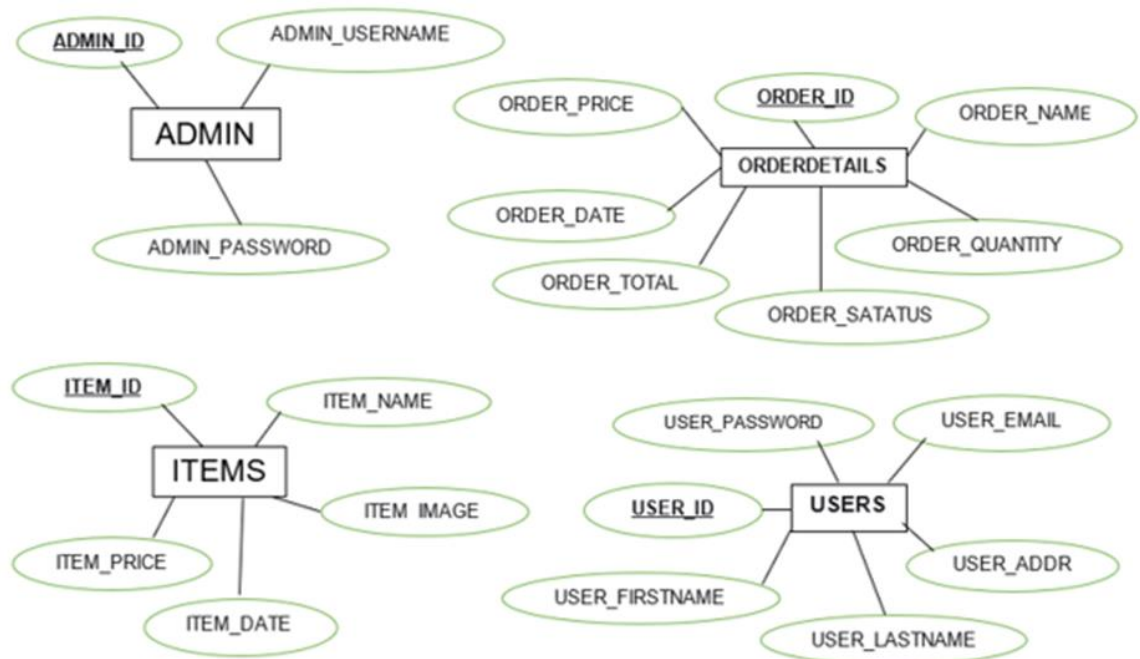 ADMIN_ID
ADMIN_USERNAME
ADMIN
ADMIN_PASSWORD
ORDER_PRICE
ORDER_ID
ORDER_NAME
ORDERDETAILS
ORDER_DATE
ORDER_QUANTITY
ORDER_TOTAL
ORDER_SATATUS
ITEM_ID
ITEM_NAME
ITEMS
ITEM IMAGE
ITEM_PRICE
ITEM_DATE
USER_PASSWORD
USER_EMAIL
USER_ID
USERS
USER_ADDR
USER_FIRSTNAME
USER_LASTNAME